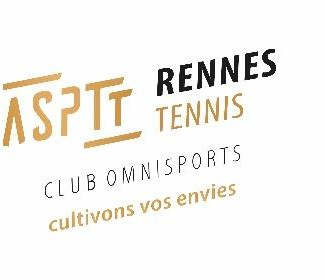 ASPTT RENNES
TENNIS
CLUB OMNISPORTS
cultivons vos envies